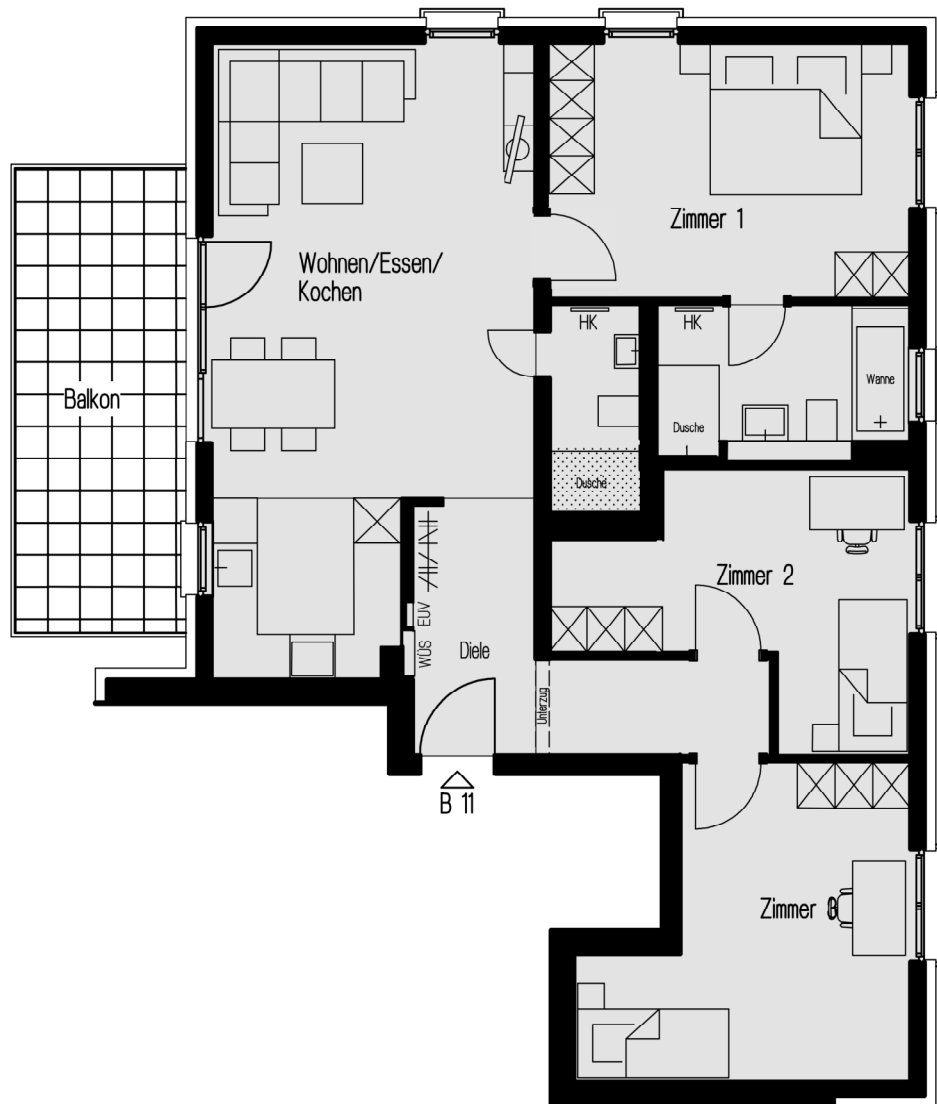 Zimmer 1
Wohnen/Essen/
Kochen
HK
HK
Balkon
Wanne
Dusche
Dusche
Zimmer 2
EUV
WÜS
Diele
Unterzug
B 11
Zimmer